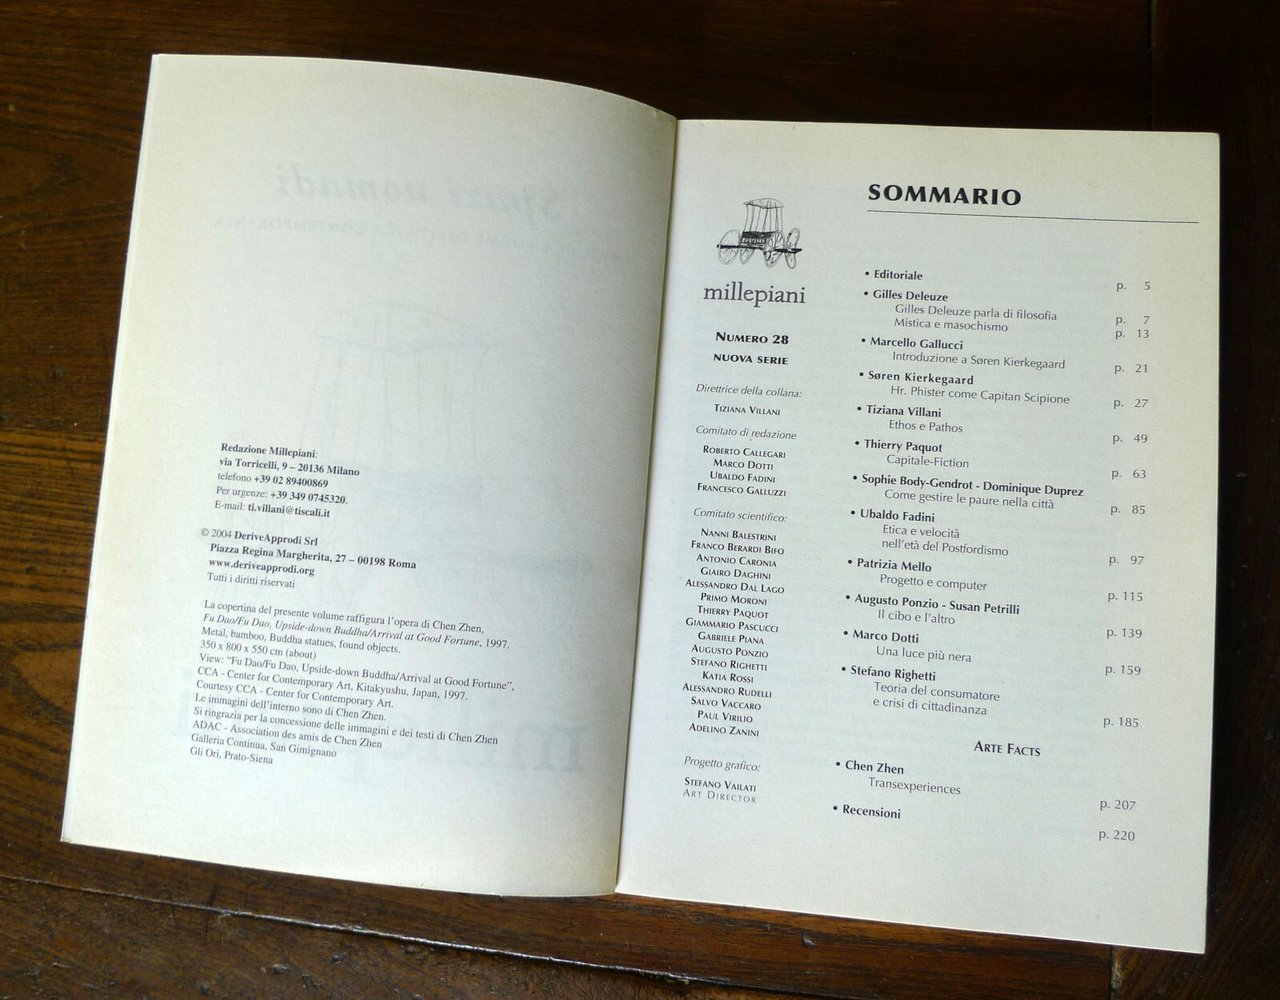 Redazione Millepiani:
via Torricelli, 9 – 20136 Milano
telefono +39 02 89400869
Per urgenze: +39 349 0745320.
E-mail: ti.villani@tiscali.it
© 2004 DeriveApprodi Srl
Piazza Regina Margherita, 27 – 00198 Roma
www.deriveapprodi.org
Tutti i diritti riservati
La copertina del presente volume raffigura l'opera di Chen Zhen,
Fu Dao/Fu Dao, Upside-down Buddha/Arrival at Good Fortune, 1997.
Metal, bamboo, Buddha statues, found objects.
350 x 800 x 550 cm (about)
View: "Fu Dao/Fu Dao, Upside-down Buddha/Arrival at Good Fortune",
CCA - Center for Contemporary Art, Kitakyushu, Japan, 1997.
Courtesy CCA - Center for Contemporary Art.
Le immagini dell'interno sono di Chen Zhen.
Si ringrazia per la concessione delle immagini e dei testi di Chen Zhen
ADAC - Association des amis de Chen Zhen
Galleria Continua, San Gimignano
Gli Ori, Prato-Siena
millepiani
NUMERO 28
NUOVA SERIE
Direttrice della collana:
TIZIANA VILLANI
Comitato di redazione
ROBERTO CALLEGARI
MARCO DOTTI
UBALDO FADINI
FRANCESCO GALLUZZI
Comitato scientifico:
NANNI BALESTRINI
FRANCO BERARDI BIFO
ANTONIO CARONIA
GIAIRO DAGHINI
ALESSANDRO DAL LAGO
PRIMO MORONI
THIERRY PAQUOT
GIAMMARIO PASCUCCI
GABRIELE PIANA
AUGUSTO PONZIO
STEFANO RIGHETTI
KATIA ROSSI
ALESSANDRO RUDELLI
SALVO VACCARO
PAUL VIRILIO
ADELINO ZANINI
Progetto grafico:
STEFANO VAILATI
ART DIRECTOR
SOMMARIO
• Editoriale p. 5
• Gilles Deleuze
Gilles Deleuze parla di filosofia p. 7
Mistica e masochismo p. 13
• Marcello Gallucci
Introduzione a Søren Kierkegaard p. 21
• Søren Kierkegaard
Hr. Phister come Capitan Scipione p. 27
• Tiziana Villani
Ethos e Pathos p. 49
• Thierry Paquot
Capitale-Fiction p. 63
• Sophie Body-Gendrot - Dominique Duprez
Come gestire le paure nella città p. 85
• Ubaldo Fadini
Etica e velocità
nell'età del Postfordismo p. 97
• Patrizia Mello
Progetto e computer p. 115
• Augusto Ponzio - Susan Petrilli
Il cibo e l'altro p. 139
• Marco Dotti
Una luce più nera p. 159
• Stefano Righetti
Teoria del consumatore
e crisi di cittadinanza p. 185
ARTE FACTS
• Chen Zhen
Transexperiences p. 207
• Recensioni p. 220